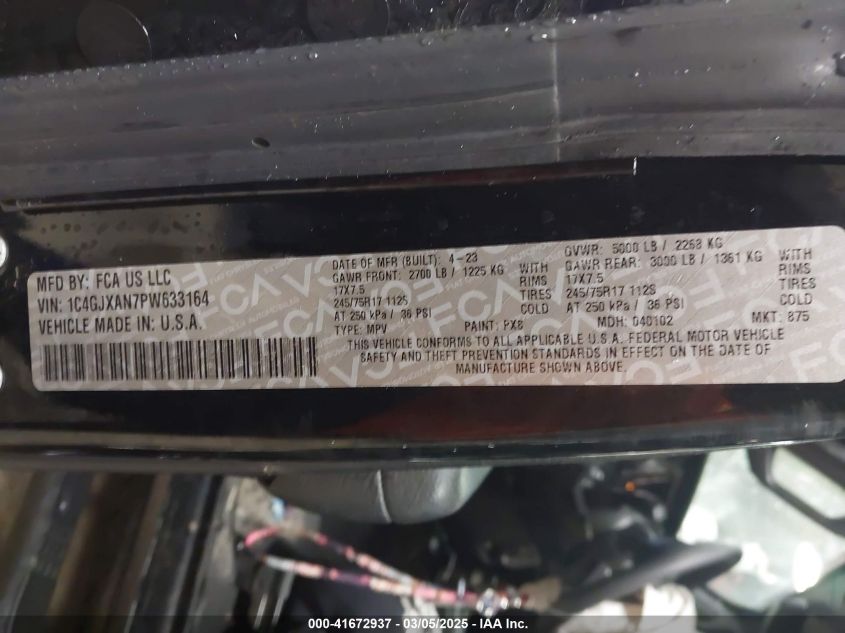 MFD BY: FCA US LLC
VIN: 1C4GJXAN7PW633164
VEHICLE MADE IN: U.S.A.
DATE OF MFR (BUILT): 4-23
GAWR FRONT: 2700 LB / 1225 KG WITH
17X7.5 RIMS
245/75R17 112S TIRES
AT 250 kPa / 36 PSI COLD
TYPE: MPV PAINT: PX8
GVWR: 5000 LB / 2268 KG
GAWR REAR: 3000 LB / 1361 KG WITH
17X7.5 RIMS
245/75R17 112S TIRES
AT 250 kPa / 36 PSI COLD
MDH: 040102 MKT: 875
THIS VEHICLE CONFORMS TO ALL APPLICABLE U.S.A. FEDERAL MOTOR VEHICLE
SAFETY AND THEFT PREVENTION STANDARDS IN EFFECT ON THE DATE OF
MANUFACTURE SHOWN ABOVE.
000-41672937 - 03/05/2025 - IAA Inc.